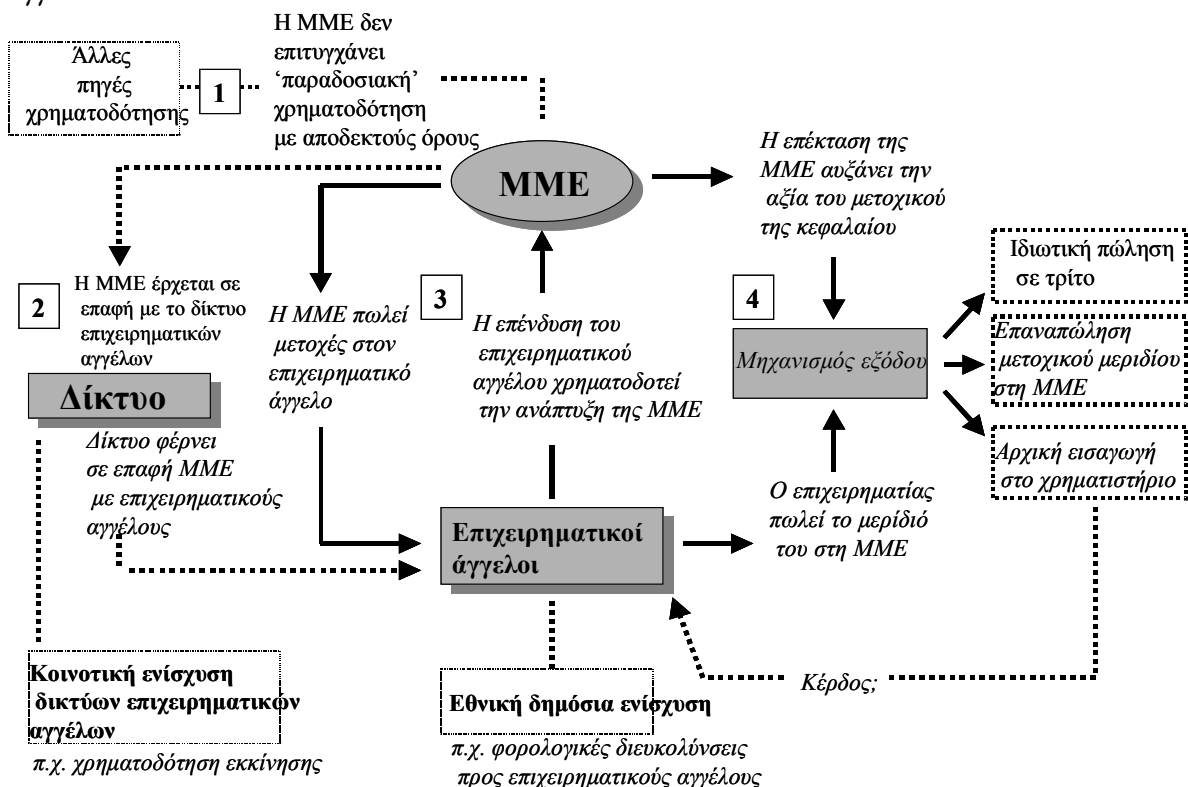 Άλλες
πηγές
χρηματοδότησης
1
Η ΜΜΕ δεν
επιτυγχάνει
‘παραδοσιακή’
χρηματοδότηση
με αποδεκτούς όρους
ΜΜΕ
Η επέκταση της
ΜΜΕ αυξάνει την
αξία του μετοχικού
της κεφαλαίου
2
Η ΜΜΕ έρχεται σε
επαφή με το δίκτυο
επιχειρηματικών
αγγέλων
Δίκτυο
Δίκτυο φέρνει
σε επαφή ΜΜΕ
με επιχειρηματικούς
αγγέλους
Η ΜΜΕ πωλεί
μετοχές στον
επιχειρηματικό
άγγελο
3
Η επένδυση του
επιχειρηματικού
αγγέλου χρηματοδοτεί
την ανάπτυξη της ΜΜΕ
4
Μηχανισμός εξόδου
Ιδιωτική πώληση
σε τρίτο
Επαναπώληση
μετοχικού μεριδίου
στη ΜΜΕ
Αρχική εισαγωγή
στο χρηματιστήριο
Επιχειρηματικοί
άγγελοι
Ο επιχειρηματίας
πωλεί το μερίδιό
του στη ΜΜΕ
Κέρδος;
Κοινοτική ενίσχυση
δικτύων επιχειρηματικών
αγγέλων
π.χ. χρηματοδότηση εκκίνησης
Εθνική δημόσια ενίσχυση
π.χ. φορολογικές διευκολύνσεις
προς επιχειρηματικούς αγγέλους